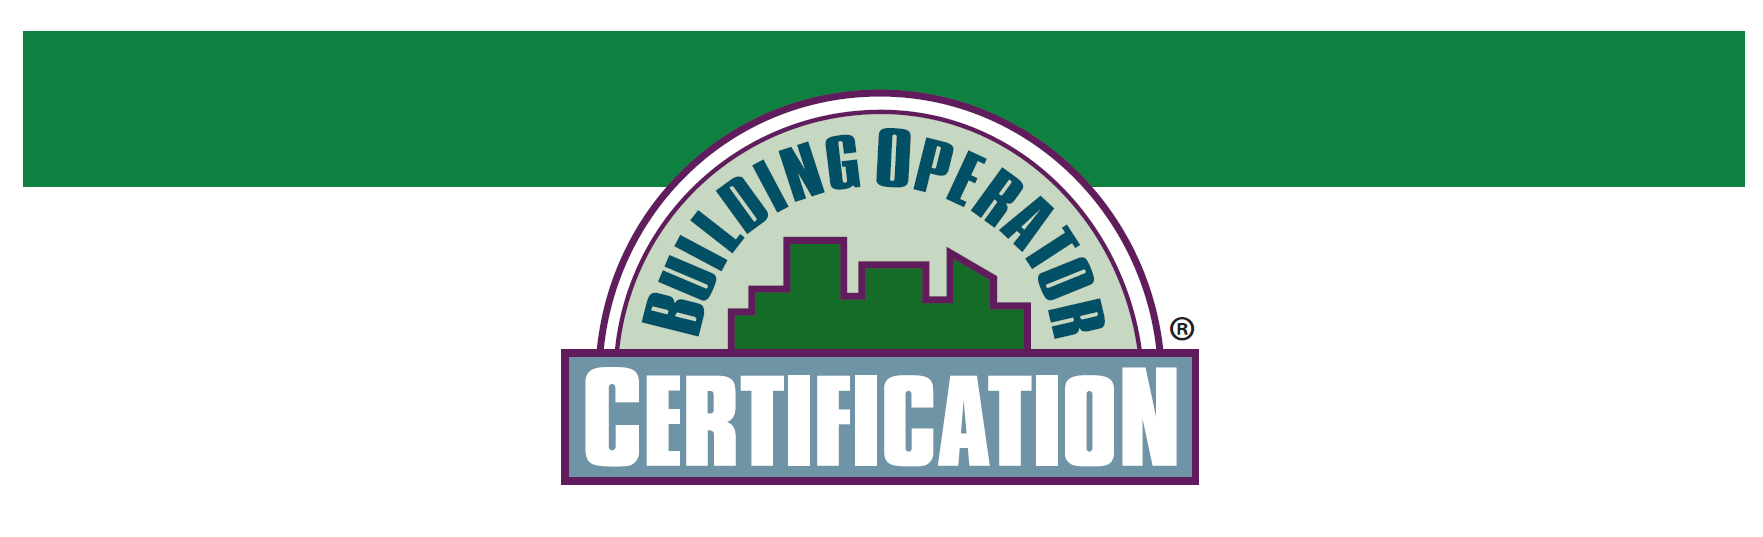 BUILDING OPERATOR
®
CERTIFICATION